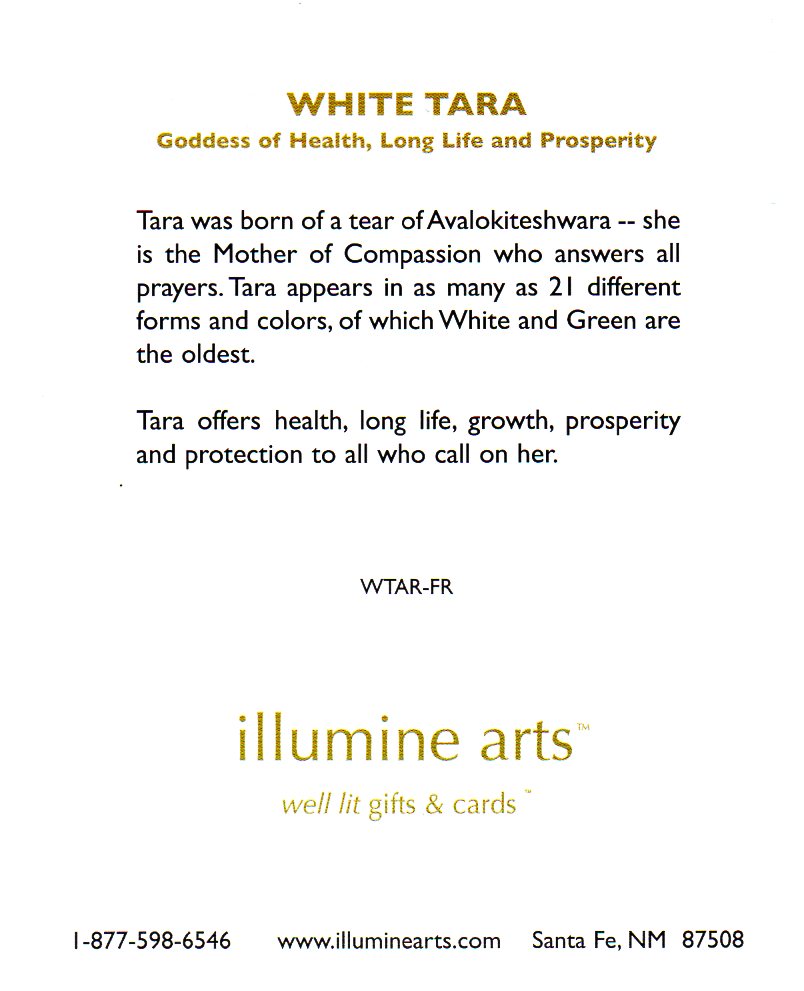 WHITE TARA
Goddess of Health, Long Life and Prosperity
Tara was born of a tear of Avalokiteshwara -- she
is the Mother of Compassion who answers all
prayers. Tara appears in as many as 21 different
forms and colors, of which White and Green are
the oldest.
Tara offers health, long life, growth, prosperity
and protection to all who call on her.
WTAR-FR
illumine arts™
well lit gifts & cards™
1-877-598-6546 www.illuminearts.com Santa Fe, NM 87508